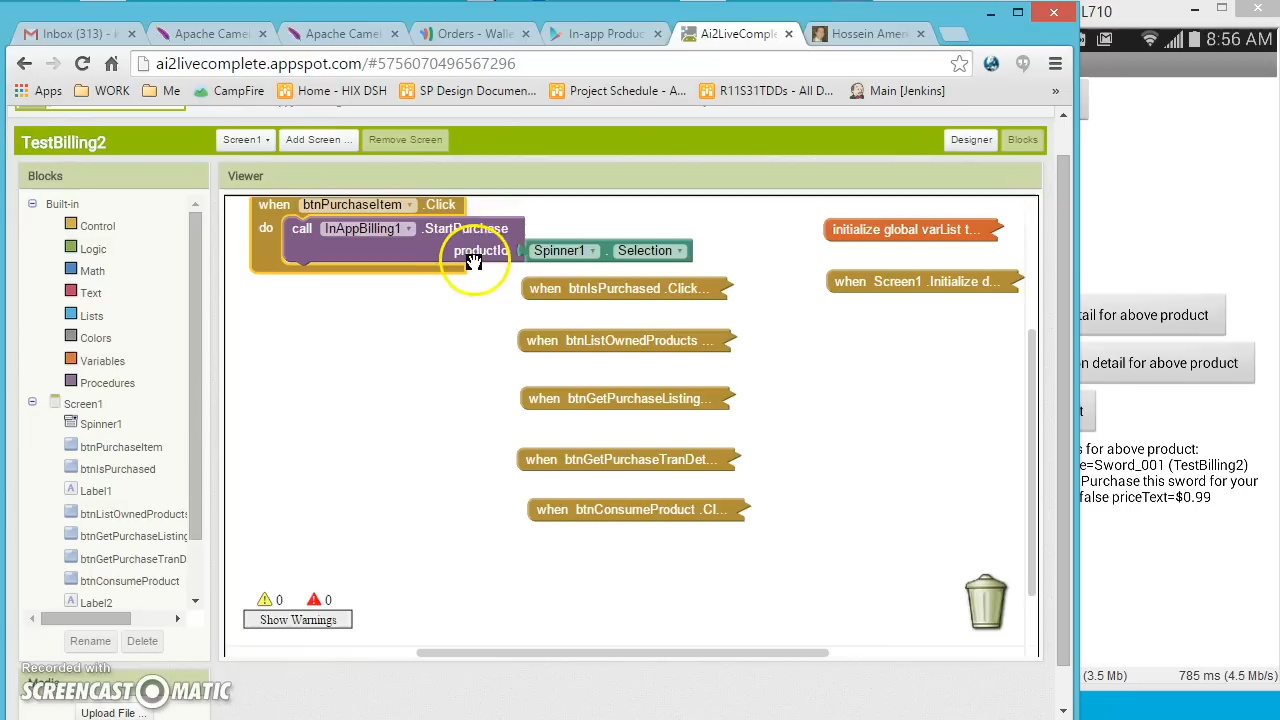 L710
Inbox (313) - k
Apache Camel
Apache Camel
Orders - Walle
In-app Produc
Ai2LiveComple
Hossein Amer
8:56 AM
ai2livecomplete.appspot.com/#5756070496567296
Apps
WORK
Me
CampFire
Home - HIX DSH
SP Design Documen...
Project Schedule - A...
R11S31TDDs - All D...
Main [Jenkins]
»
TestBilling2
Screen1
Add Screen ...
Remove Screen
Designer
Blocks
Blocks
Viewer
Built-in
Control
Logic
Math
Text
Lists
Colors
Variables
Procedures
Screen1
Spinner1
btnPurchaseItem
btnIsPurchased
Label1
btnListOwnedProducts
btnGetPurchaseListing
btnGetPurchaseTranD
btnConsumeProduct
Label2
Rename
Delete
Media
Upload File ...
when btnPurchaseItem .Click
do call InAppBilling1 .StartPurchase
productId Spinner1 . Selection
when btnIsPurchased .Click...
when btnListOwnedProducts ...
when btnGetPurchaseListing...
when btnGetPurchaseTranDet...
when btnConsumeProduct .Cl...
initialize global varList t...
when Screen1 .Initialize d...
0 0
Show Warnings
tail for above product
n detail for above product
t
s for above product:
e=Sword_001 (TestBilling2)
Purchase this sword for your
false priceText=$0.99
(3.5 Mb)
785 ms (4.5 Mb/s)
Recorded with
SCREENCAST MATIC